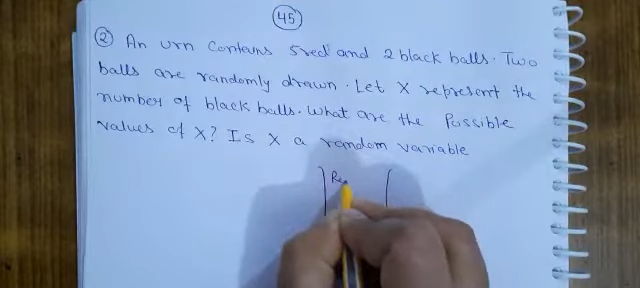 45
2 An urn contains 5 red and 2 black balls. Two
balls are randomly drawn. Let X represent the
number of black balls. What are the Possible
values of X? Is X a random variable
Re